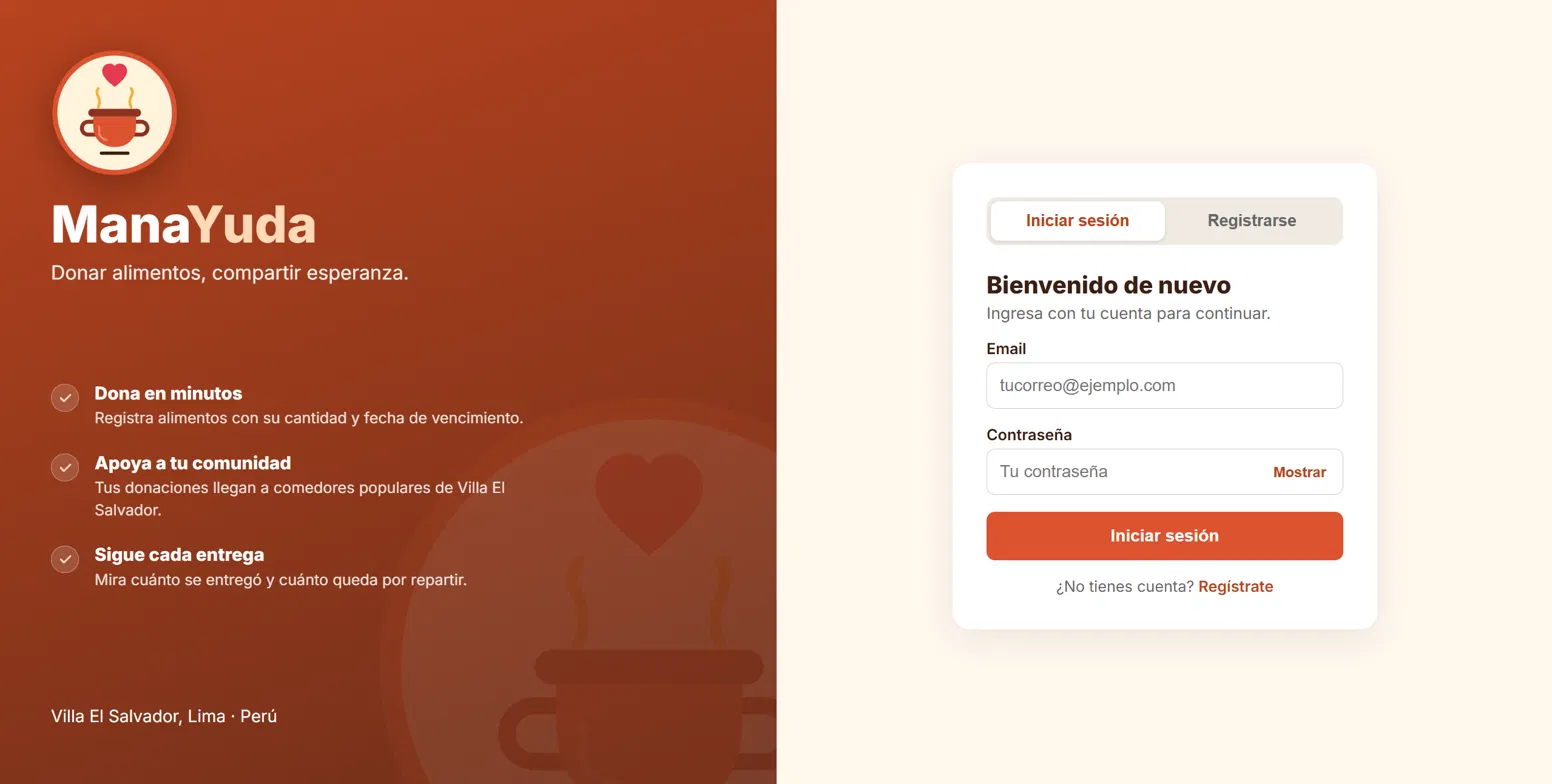 ManaYuda
Donar alimentos, compartir esperanza.
Dona en minutos
Registra alimentos con su cantidad y fecha de vencimiento.
Apoya a tu comunidad
Tus donaciones llegan a comedores populares de Villa El
Salvador.
Sigue cada entrega
Mira cuánto se entregó y cuánto queda por repartir.
Villa El Salvador, Lima · Perú
Iniciar sesión
Registrarse
Bienvenido de nuevo
Ingresa con tu cuenta para continuar.
Email
tucorreo@ejemplo.com
Contraseña
Tu contraseña
Mostrar
Iniciar sesión
¿No tienes cuenta? Regístrate